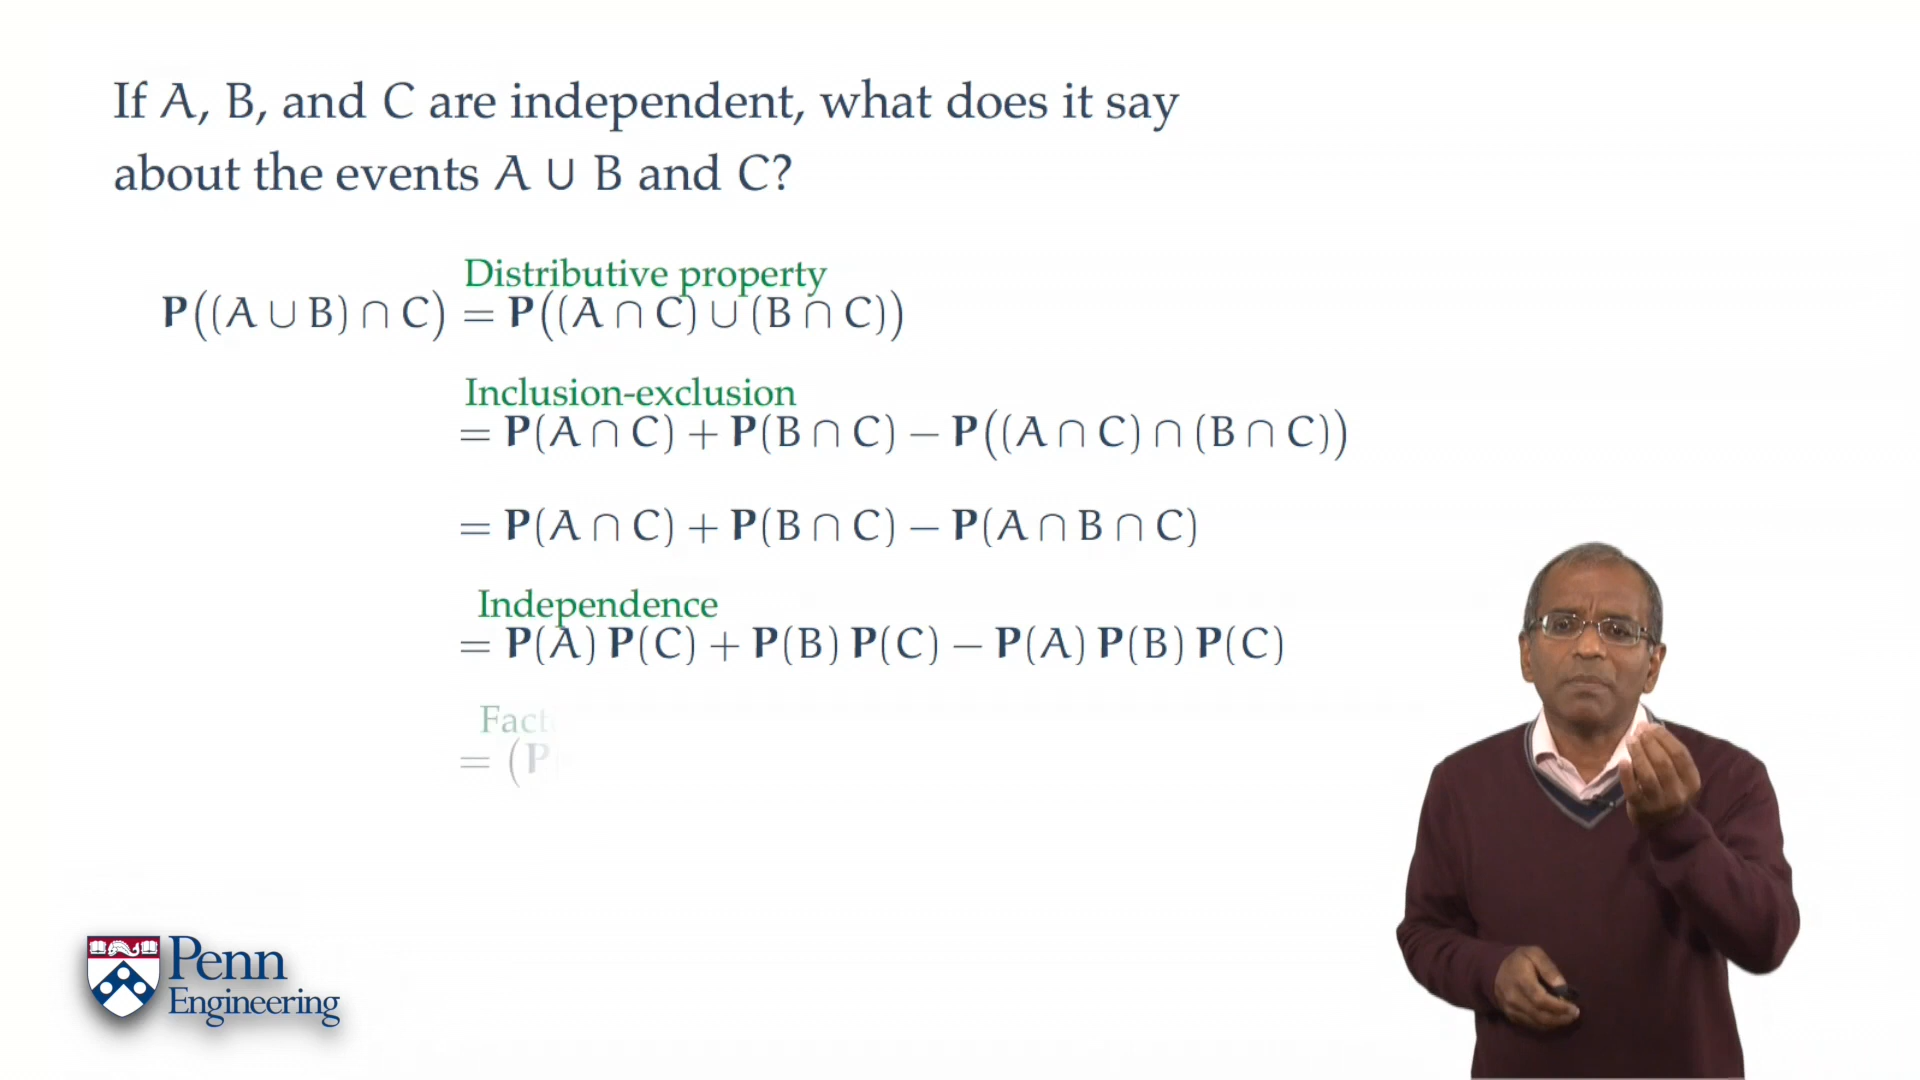 If A, B, and C are independent, what does it say
about the events A ∪ B and C?
Distributive property
P((A ∪ B) ∩ C) = P((A ∩ C) ∪ (B ∩ C))
Inclusion-exclusion
= P(A ∩ C) + P(B ∩ C) − P((A ∩ C) ∩ (B ∩ C))
= P(A ∩ C) + P(B ∩ C) − P(A ∩ B ∩ C)
Independence
= P(A) P(C) + P(B) P(C) − P(A) P(B) P(C)
Fact
= (P
Penn
Engineering